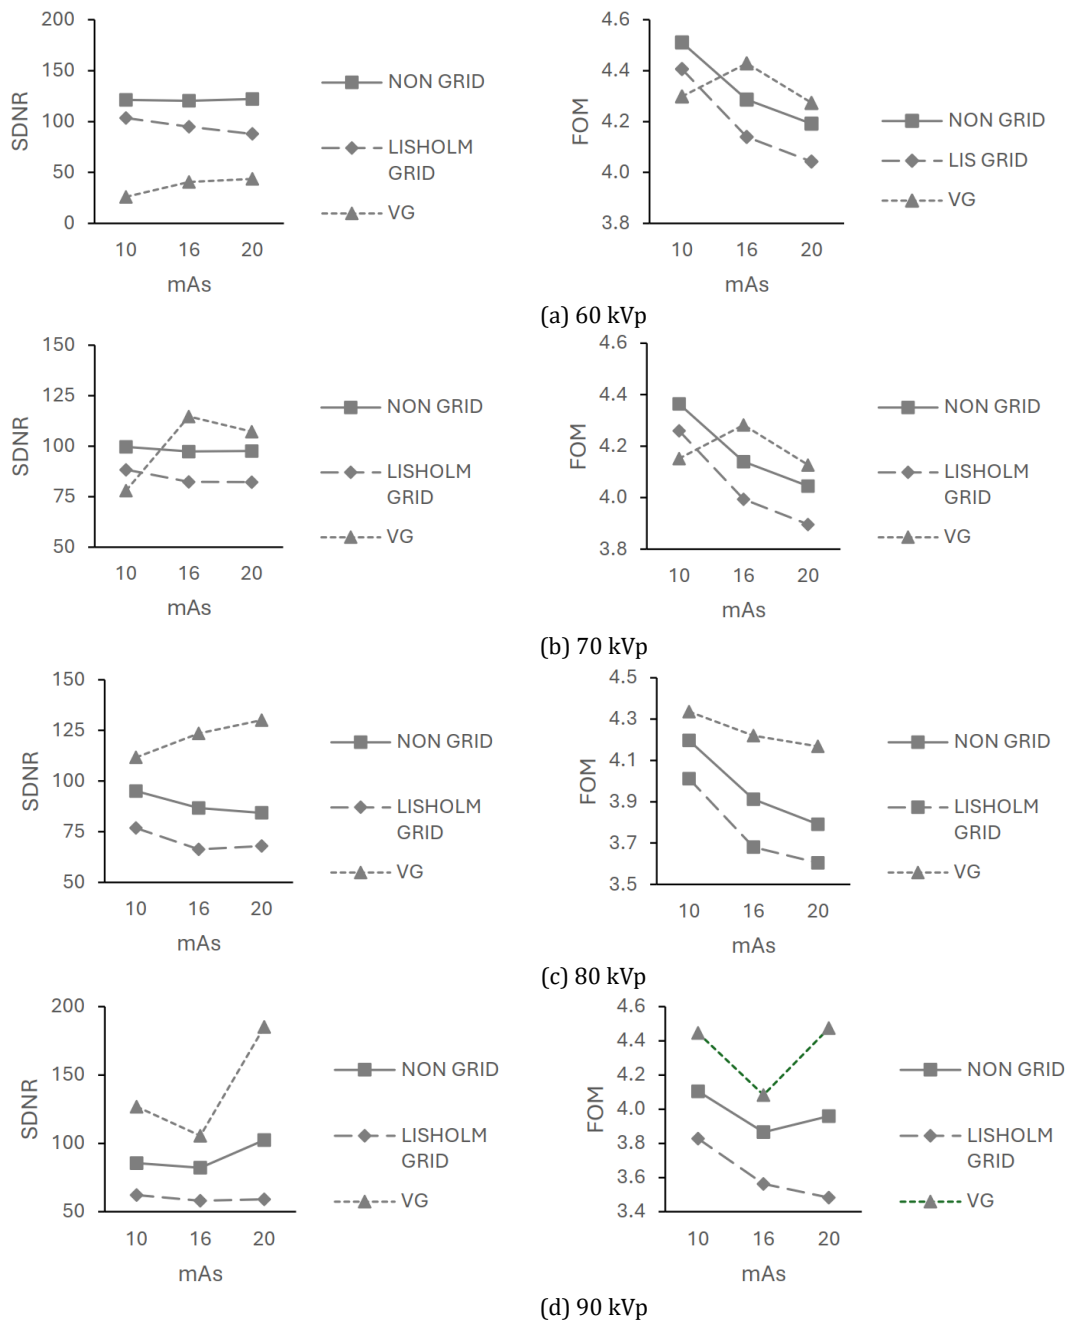 SDNR
200
150
100
50
0
10 16 20
mAs
NON GRID
LISHOLM
GRID
VG
FOM
4.6
4.4
4.2
4.0
3.8
10 16 20
mAs
NON GRID
LIS GRID
VG
(a) 60 kVp
SDNR
150
125
100
75
50
10 16 20
mAs
NON GRID
LISHOLM
GRID
VG
FOM
4.6
4.4
4.2
4.0
3.8
10 16 20
mAs
NON GRID
LISHOLM
GRID
VG
(b) 70 kVp
SDNR
150
125
100
75
50
10 16 20
mAs
NON GRID
LISHOLM
GRID
VG
FOM
4.5
4.3
4.1
3.9
3.7
3.5
10 16 20
mAs
NON GRID
LISHOLM
GRID
VG
(c) 80 kVp
SDNR
200
150
100
50
10 16 20
mAs
NON GRID
LISHOLM
GRID
VG
FOM
4.6
4.4
4.2
4.0
3.8
3.6
3.4
10 16 20
mAs
NON GRID
LISHOLM
GRID
VG
(d) 90 kVp